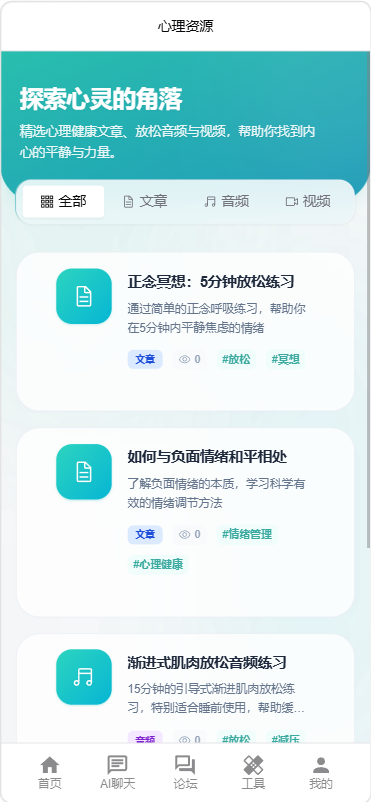 心理资源
探索心灵的角落
精选心理健康文章、放松音频与视频，帮助你找到内
心的平静与力量。
全部 文章 音频 视频
正念冥想：5分钟放松练习
通过简单的正念呼吸练习，帮助你
在5分钟内平静焦虑的情绪
文章 0 #放松 #冥想
如何与负面情绪和平相处
了解负面情绪的本质，学习科学有
效的情绪调节方法
文章 0 #情绪管理
#心理健康
渐进式肌肉放松音频练习
15分钟的引导式渐进肌肉放松练
习，特别适合睡前使用，帮助缓...
音频 0 #放松 #减压
首页 AI聊天 论坛 工具 我的